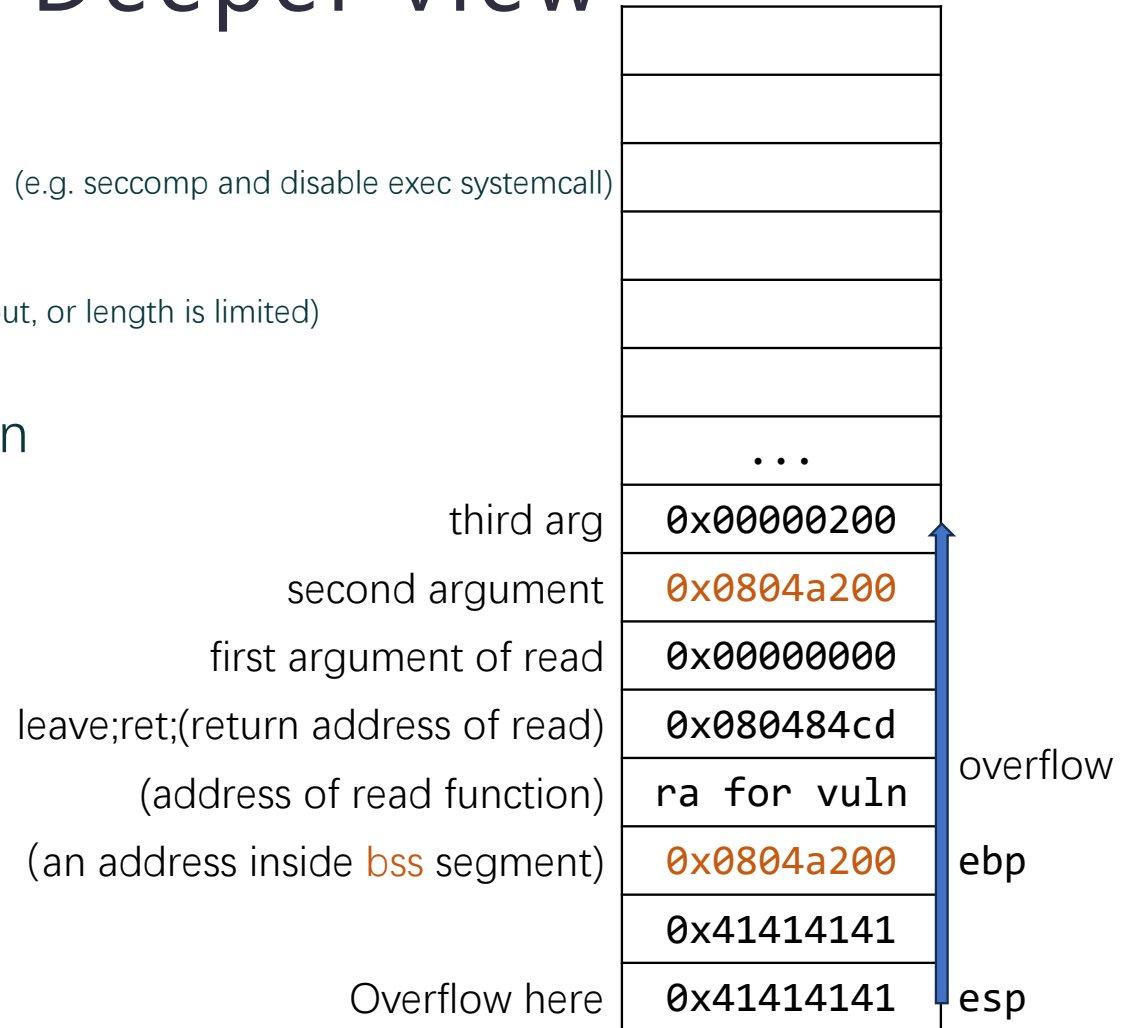 Deeper view
(e.g. seccomp and disable exec systemcall)
or length is limited)
...
third arg 0x00000200
second argument 0x0804a200
first argument of read 0x00000000
leave;ret;(return address of read) 0x080484cd
overflow
(address of read function) ra for vuln
(an address inside bss segment) 0x0804a200 ebp
0x41414141
Overflow here 0x41414141 esp